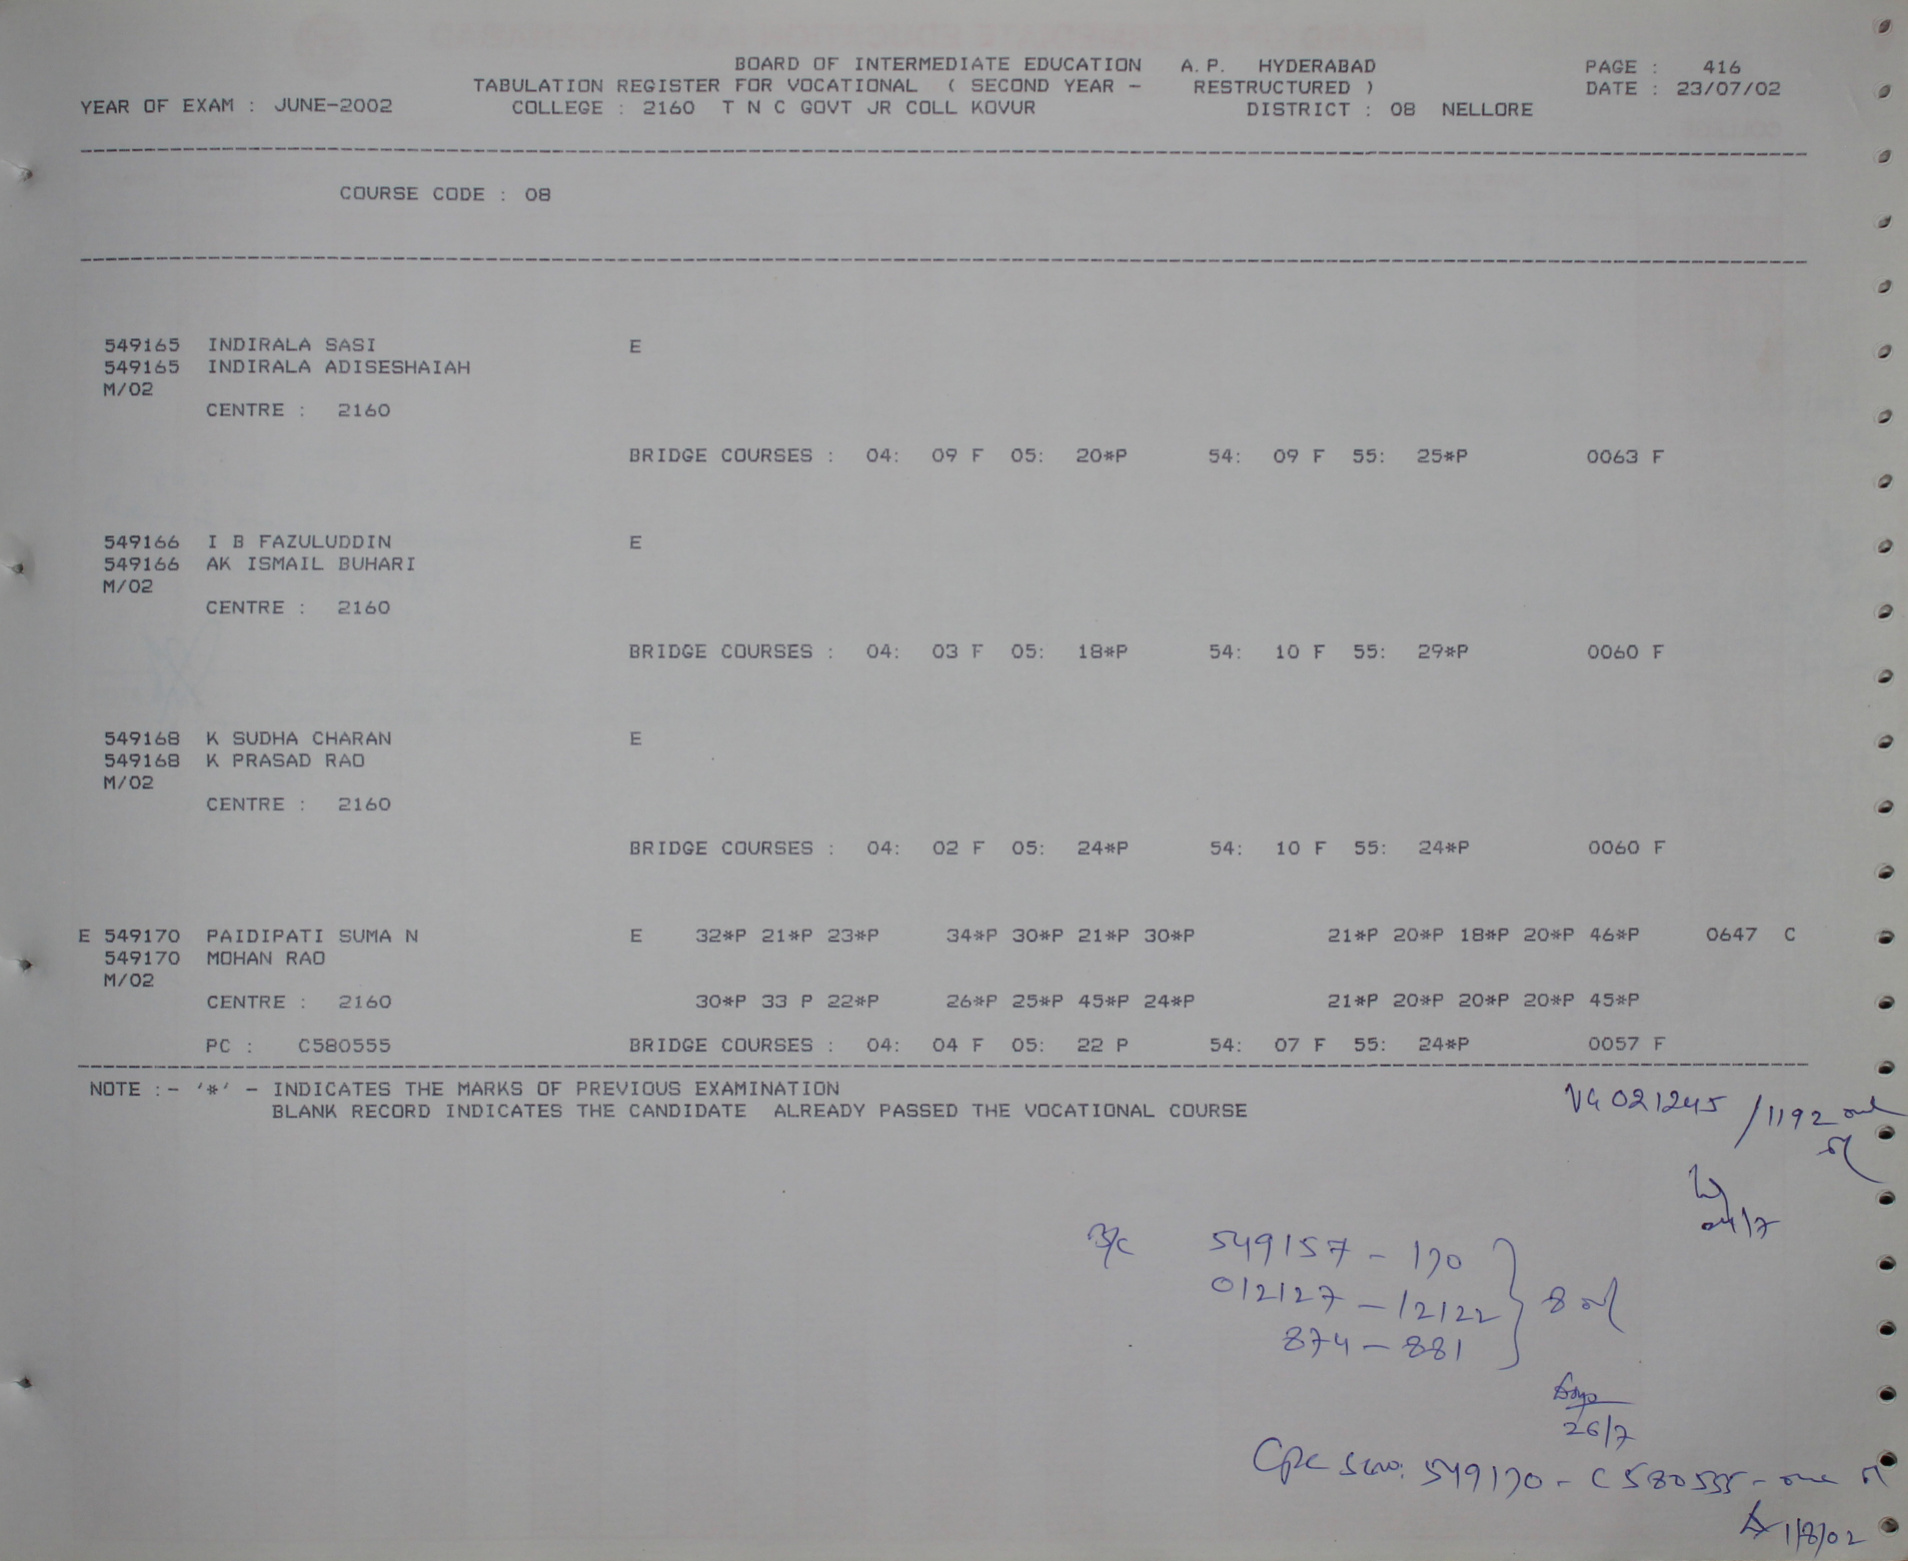 BOARD OF INTERMEDIATE EDUCATION A.P. HYDERABAD PAGE : 416
TABULATION REGISTER FOR VOCATIONAL ( SECOND YEAR - RESTRUCTURED ) DATE : 23/07/02
YEAR OF EXAM : JUNE-2002 COLLEGE : 2160 T N C GOVT JR COLL KOVUR DISTRICT : 08 NELLORE
COURSE CODE : 08
549165 INDIRALA SASI E
549165 INDIRALA ADISESHAIAH
M/02
CENTRE : 2160
BRIDGE COURSES : 04: 09 F 05: 20*P 54: 09 F 55: 25*P 0063 F
549166 I B FAZULUDDIN E
549166 AK ISMAIL BUHARI
M/02
CENTRE : 2160
BRIDGE COURSES : 04: 03 F 05: 18*P 54: 10 F 55: 29*P 0060 F
549168 K SUDHA CHARAN E
549168 K PRASAD RAO
M/02
CENTRE : 2160
BRIDGE COURSES : 04: 02 F 05: 24*P 54: 10 F 55: 24*P 0060 F
E 549170 PAIDIPATI SUMA N E 32*P 21*P 23*P 34*P 30*P 21*P 30*P 21*P 20*P 18*P 20*P 46*P 0647 C
549170 MOHAN RAO
M/02
CENTRE : 2160 30*P 33 P 22*P 26*P 25*P 45*P 24*P 21*P 20*P 20*P 20*P 45*P
PC : C580555 BRIDGE COURSES : 04: 04 F 05: 22 P 54: 07 F 55: 24*P 0057 F
NOTE :- '*' - INDICATES THE MARKS OF PREVIOUS EXAMINATION
BLANK RECORD INDICATES THE CANDIDATE ALREADY PASSED THE VOCATIONAL COURSE
021245 /1192
24/7
549157 - 170
012127 - 12122 } 8
874 - 881
26/7
549170 - C580555 - one
1/8/02